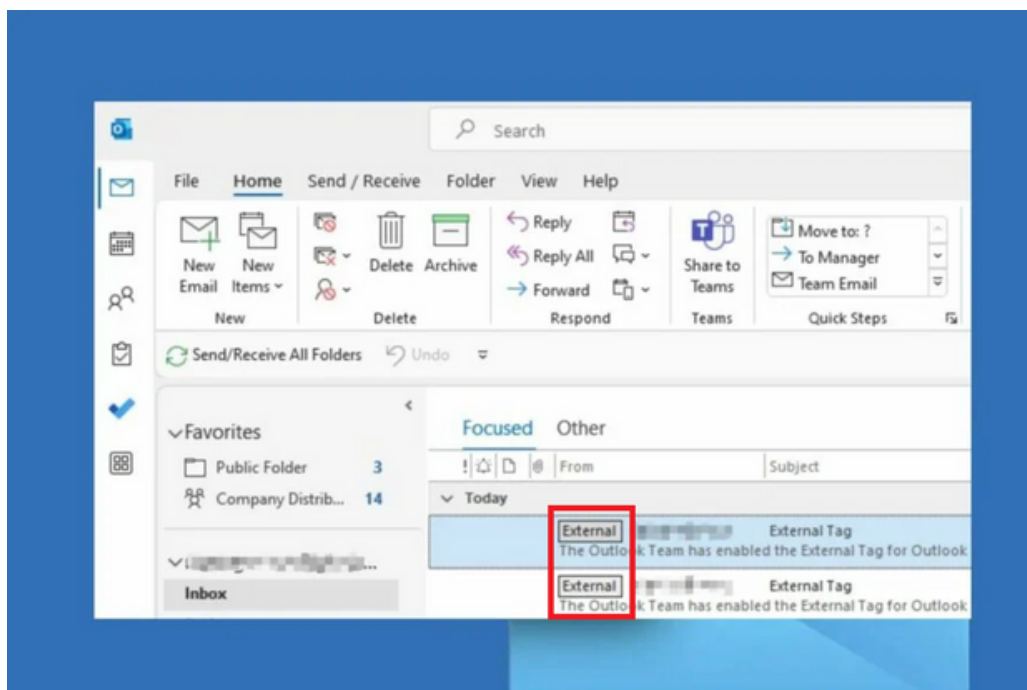 Search
File Home Send / Receive Folder View Help
New Email
New Items
Delete
Archive
Reply
Reply All
Forward
Share to Teams
Move to: ?
To Manager
Team Email
New Delete Respond Teams Quick Steps
Send/Receive All Folders Undo
Favorites
Public Folder 3
Company Distrib... 14
Inbox
Focused Other
! From Subject
Today
External External Tag
The Outlook Team has enabled the External Tag for Outlook
External External Tag
The Outlook Team has enabled the External Tag for Outlook